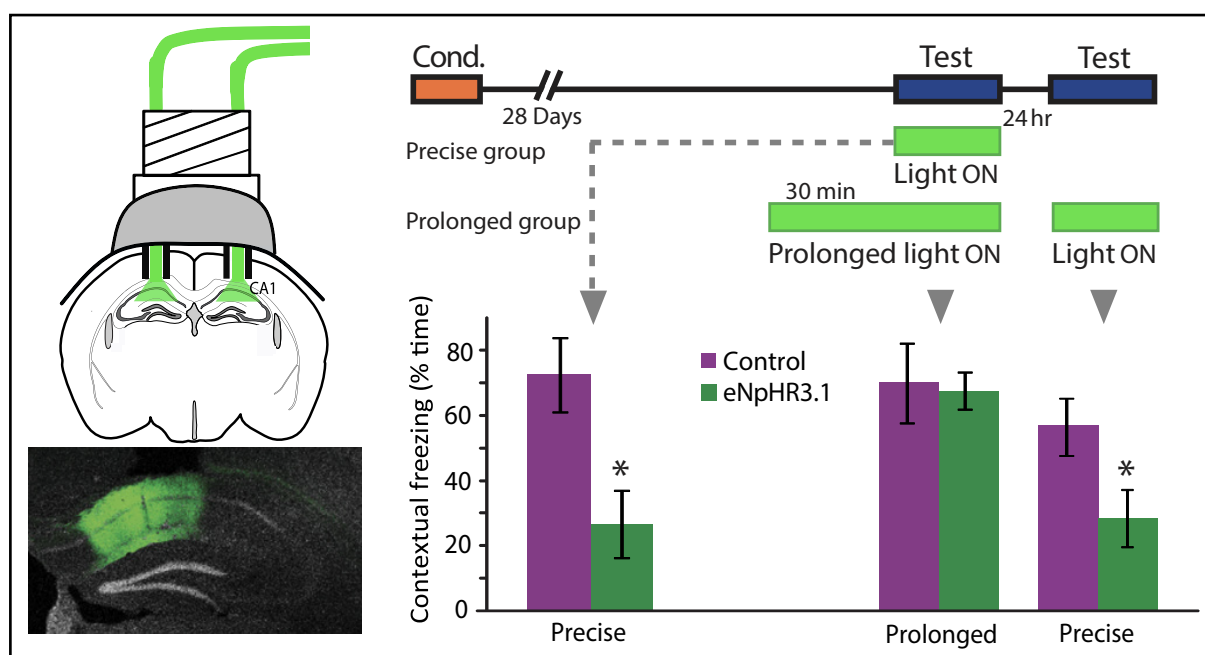 CA1
Cond.
Test
Test
28 Days
24 hr
Precise group
Light ON
30 min
Prolonged group
Prolonged light ON
Light ON
Contextual freezing (% time)
80
60
40
20
0
Control
eNpHR3.1
*
*
Precise
Prolonged
Precise